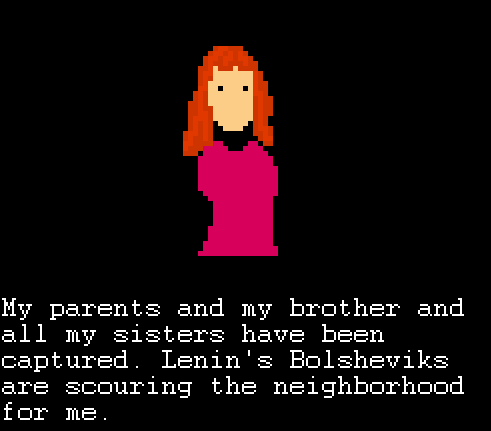 My parents and my brother and
all my sisters have been
captured. Lenin's Bolsheviks
are scouring the neighborhood
for me.